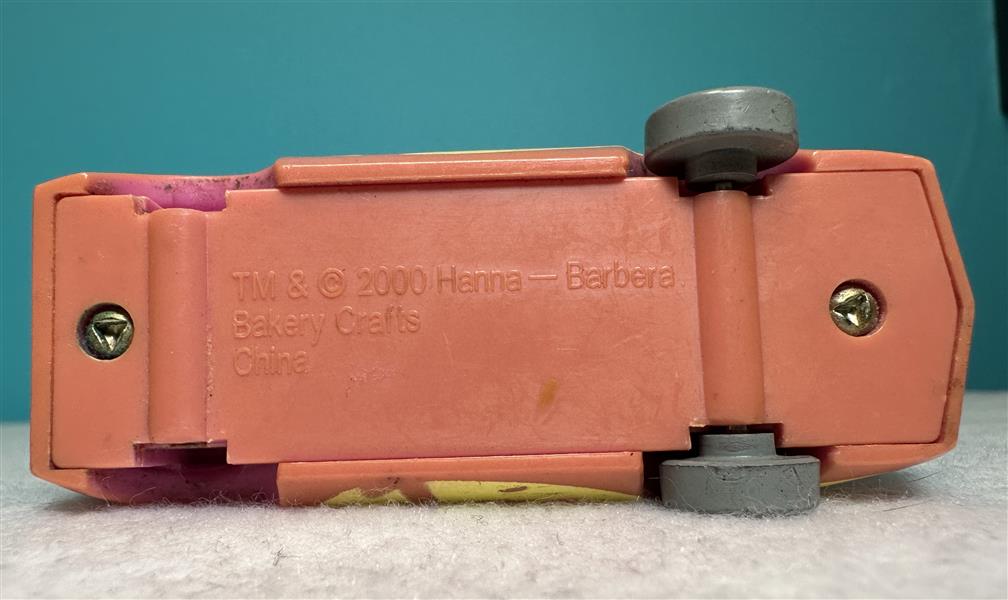 TM & © 2000 Hanna — Barbera
Bakery Crafts
China